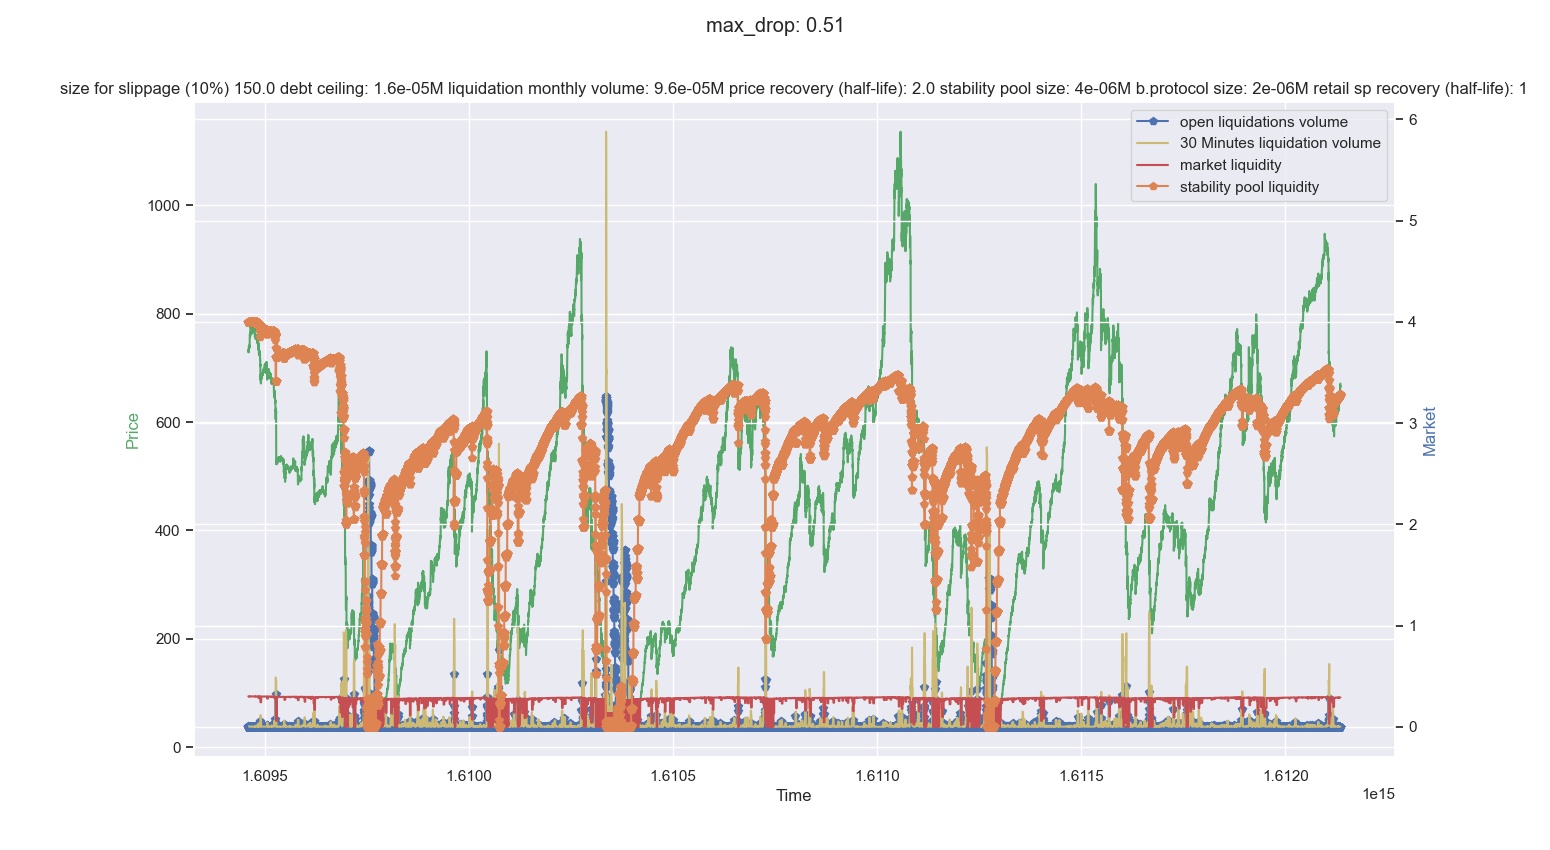 max_drop: 0.51
size for slippage (10%) 150.0 debt ceiling: 1.6e-05M liquidation monthly volume: 9.6e-05M price recovery (half-life): 2.0 stability pool size: 4e-06M b.protocol size: 2e-06M retail sp recovery (half-life): 1
open liquidations volume
30 Minutes liquidation volume
market liquidity
stability pool liquidity
Price
1000
800
600
400
200
0
Market
6
5
4
3
2
1
0
1.6095 1.6100 1.6105 1.6110 1.6115 1.6120
1e15
Time